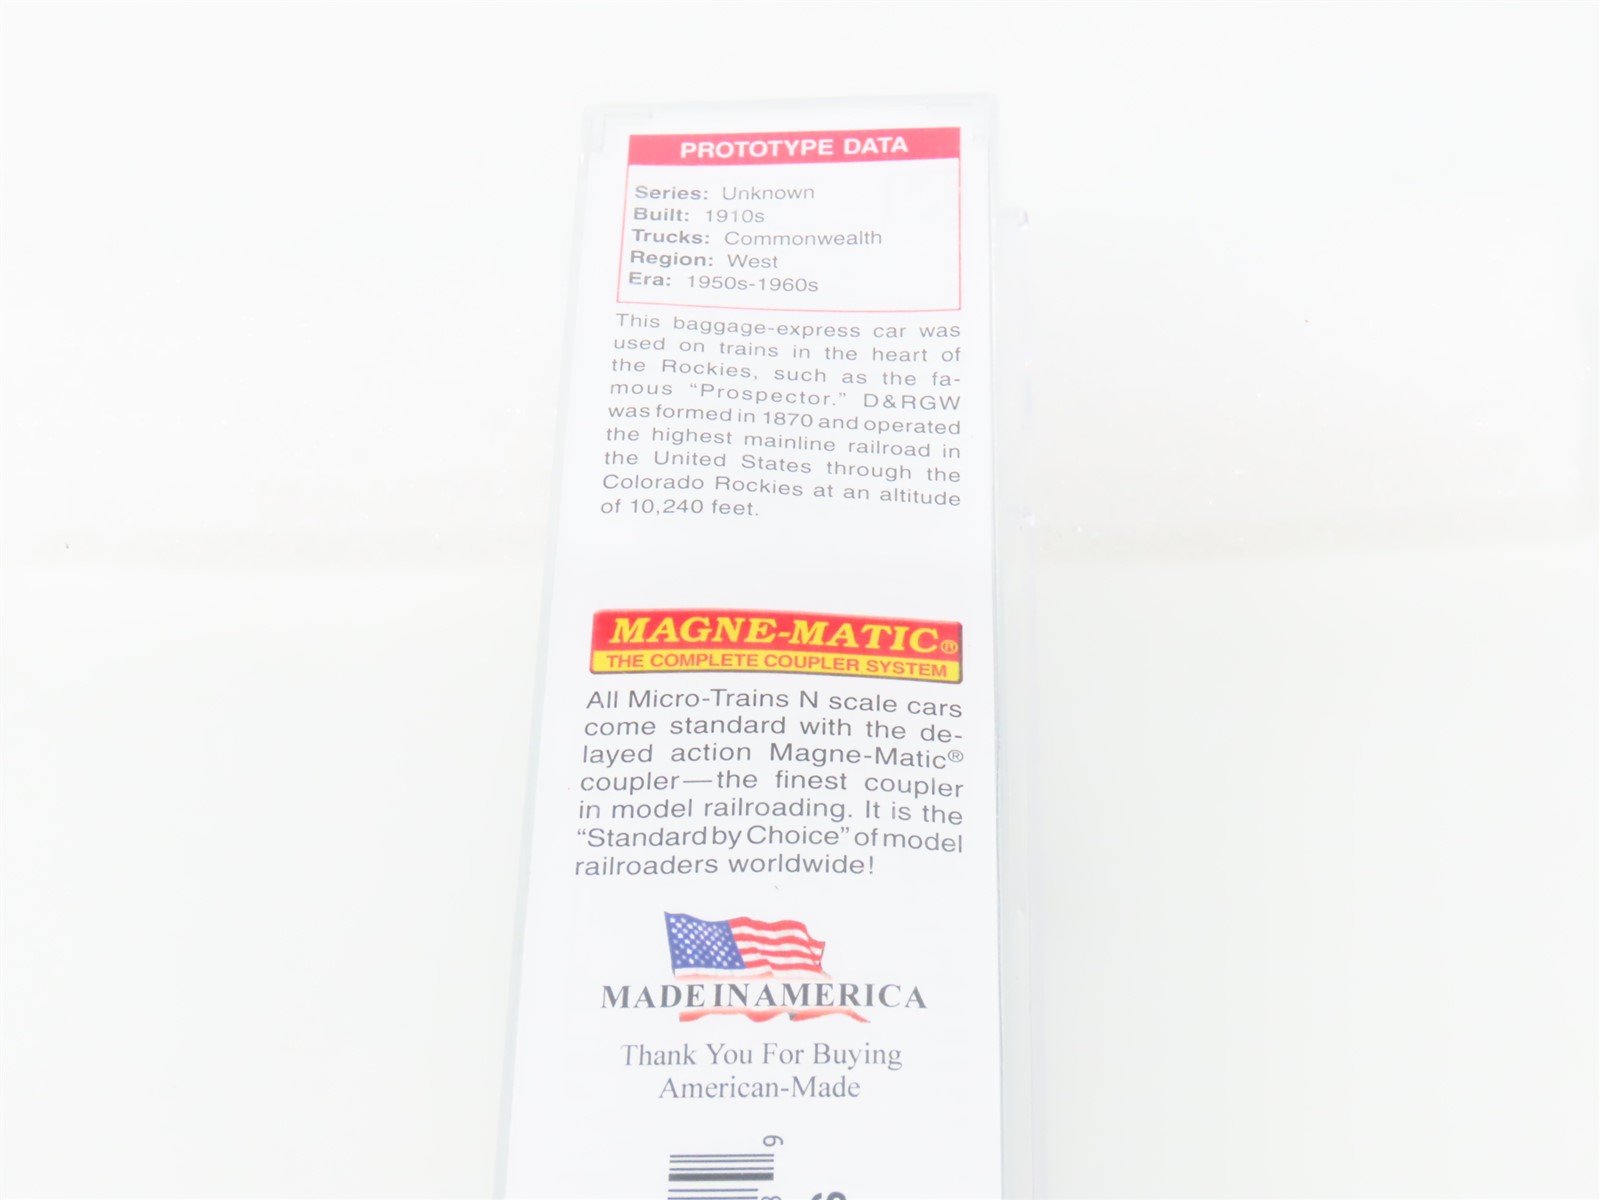 PROTOTYPE DATA
Series: Unknown
Built: 1910s
Trucks: Commonwealth
Region: West
Era: 1950s-1960s
This baggage-express car was
used on trains in the heart of
the Rockies, such as the fa-
mous “Prospector.” D&RGW
was formed in 1870 and operated
the highest mainline railroad in
the United States through the
Colorado Rockies at an altitude
of 10,240 feet.
MAGNE-MATIC®
THE COMPLETE COUPLER SYSTEM
All Micro-Trains N scale cars
come standard with the de-
layed action Magne-Matic®
coupler—the finest coupler
in model railroading. It is the
“Standard by Choice” of model
railroaders worldwide!
MADE IN AMERICA
Thank You For Buying
American-Made
9